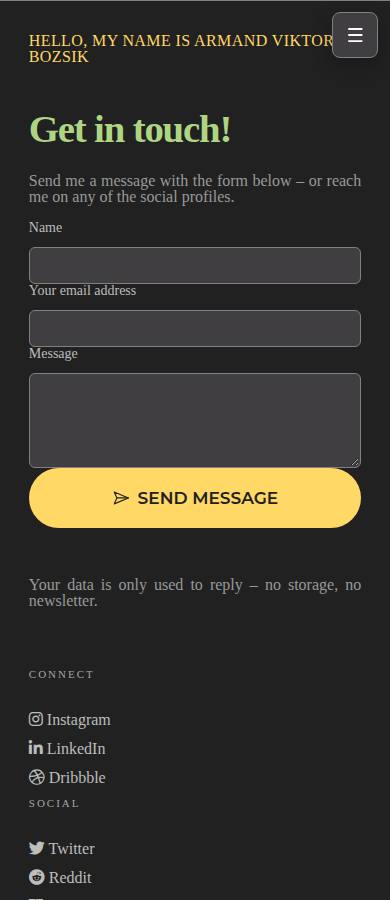 HELLO, MY NAME IS ARMAND VIKTOR
BOZSIK
Get in touch!
Send me a message with the form below – or reach
me on any of the social profiles.
Name
Your email address
Message
SEND MESSAGE
Your data is only used to reply – no storage, no
newsletter.
CONNECT
Instagram
LinkedIn
Dribbble
SOCIAL
Twitter
Reddit